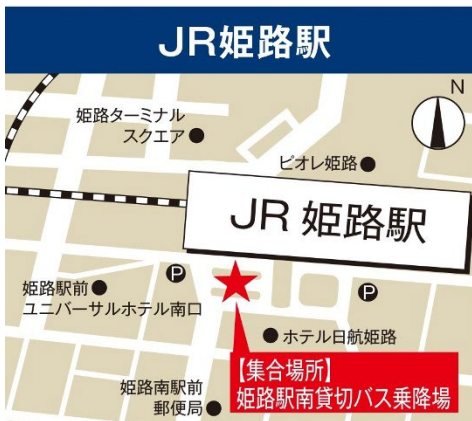 JR姫路駅
N
姫路ターミナル
スクエア
ピオレ姫路
JR 姫路駅
P
P
姫路駅前
ユニバーサルホテル南口
ホテル日航姫路
【集合場所】
姫路駅南貸切バス乗降場
姫路南駅前
郵便局